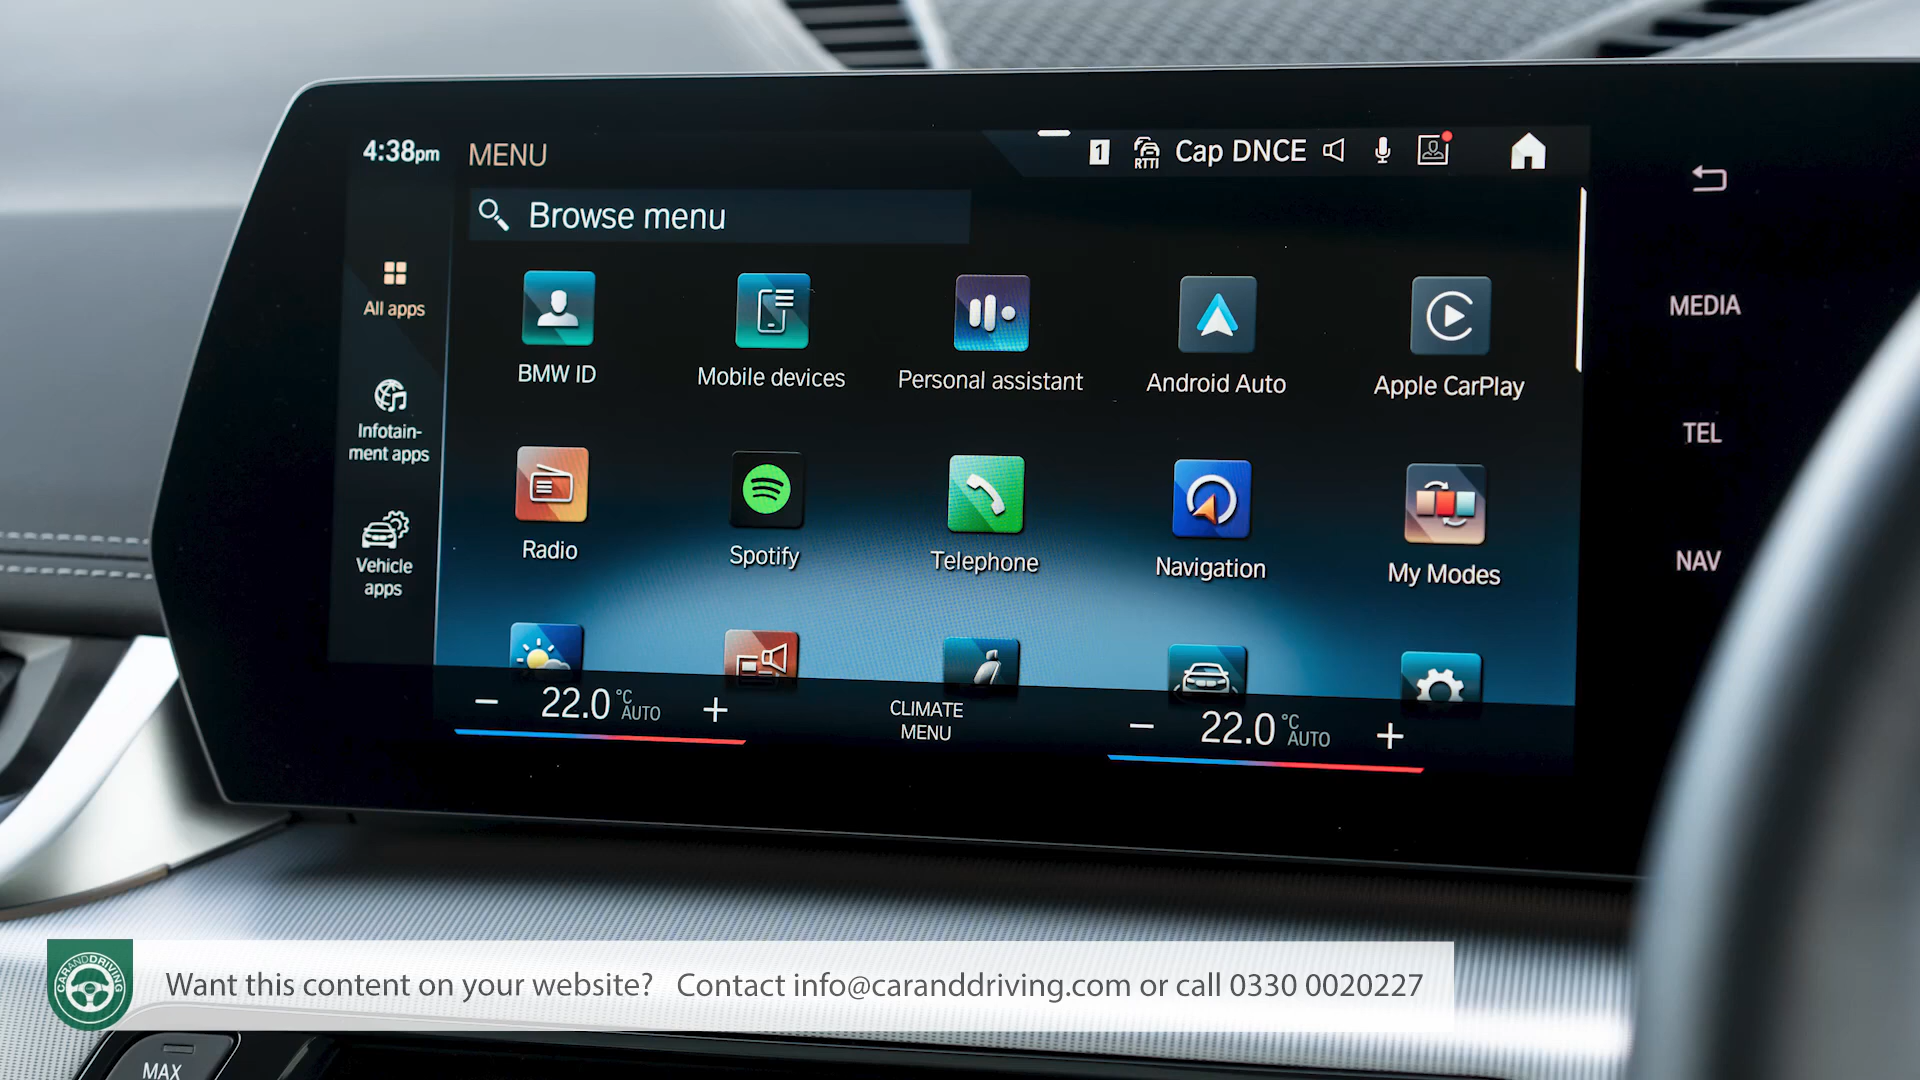 4:38pm
MENU
1
RTTI
Cap DNCE
Browse menu
All apps
Infotain-
ment apps
Vehicle
apps
BMW ID
Mobile devices
Personal assistant
Android Auto
Apple CarPlay
Radio
Spotify
Telephone
Navigation
My Modes
MEDIA
TEL
NAV
22.0 °C AUTO
CLIMATE
MENU
22.0 °C AUTO
CARANDDRIVING
Want this content on your website? Contact info@caranddriving.com or call 0330 0020227
MAX